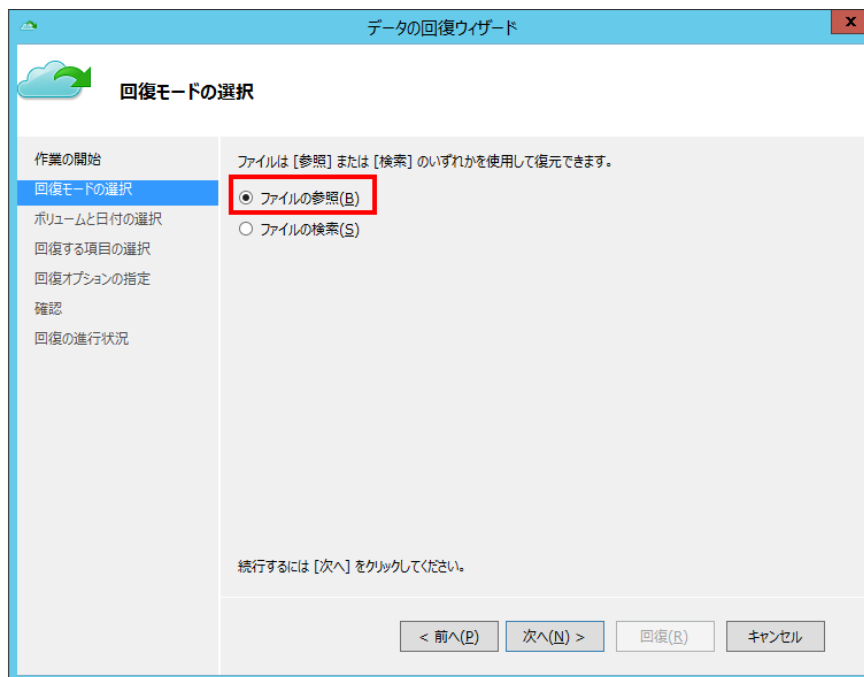 データの回復ウィザード
x
回復モードの選択
作業の開始
回復モードの選択
ボリュームと日付の選択
回復する項目の選択
回復オプションの指定
確認
回復の進行状況
ファイルは [参照] または [検索] のいずれかを使用して復元できます。
ファイルの参照(B)
ファイルの検索(S)
続行するには [次へ] をクリックしてください。
< 前へ(P)
次へ(N) >
回復(R)
キャンセル